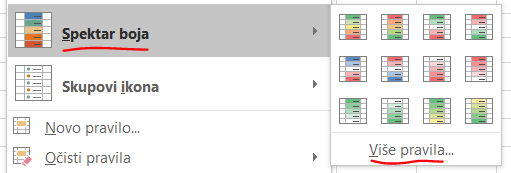 Spektar boja
Skupovi ikona
Novo pravilo...
Očisti pravila
Više pravila...